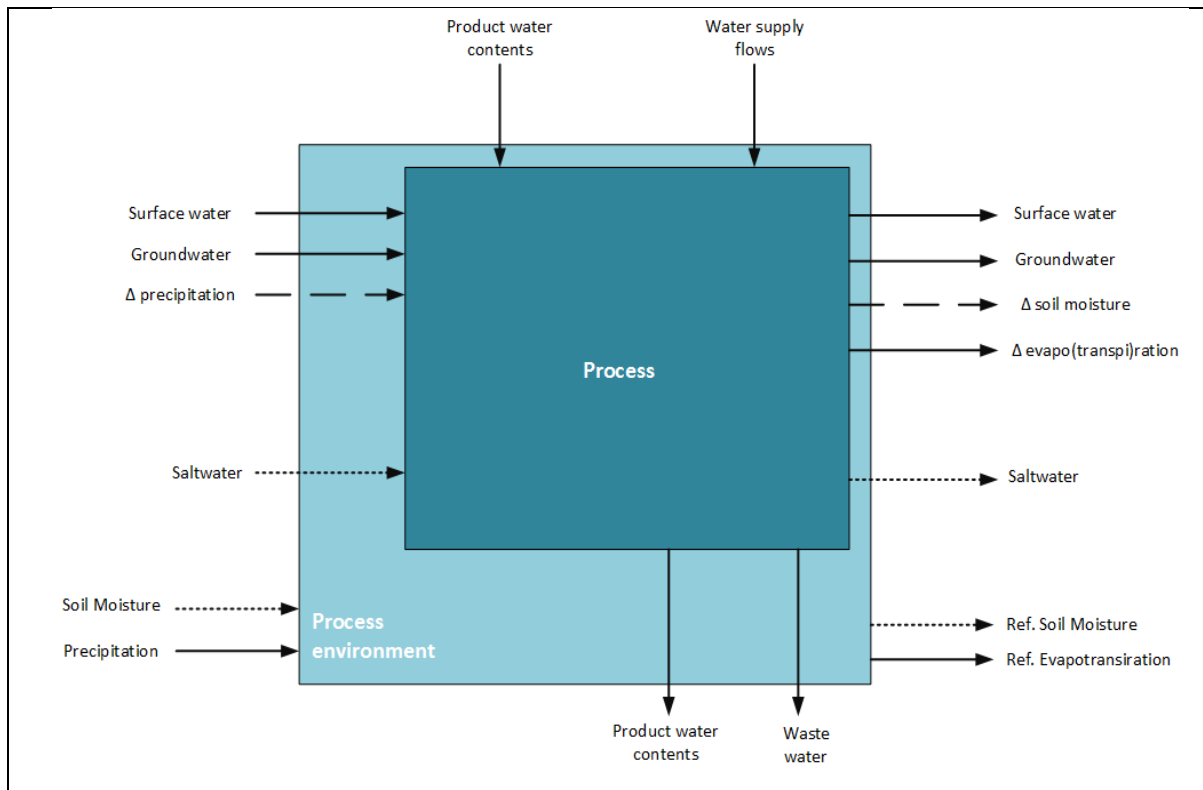 Product water
contents
Water supply
flows
Surface water
Groundwater
Δ precipitation
Saltwater
Soil Moisture
Precipitation
Process
Process
environment
Surface water
Groundwater
Δ soil moisture
Δ evapo(transpi)ration
Saltwater
Ref. Soil Moisture
Ref. Evapotransiration
Product water
contents
Waste
water